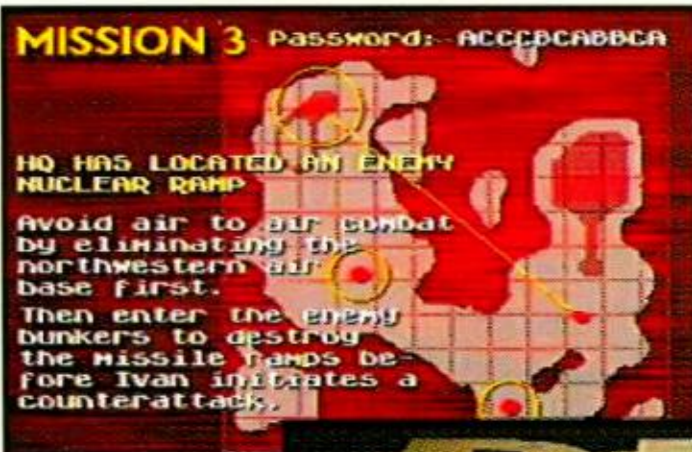 MISSION 3 Password: ACCCBCABBCA
HQ HAS LOCATED AN ENEMY
NUCLEAR RAMP
Avoid air to air combat
by eliminating the
northwestern air
base first.
Then enter the enemy
bunkers to destroy
the missile ramps be-
fore Ivan initiates a
counterattack.